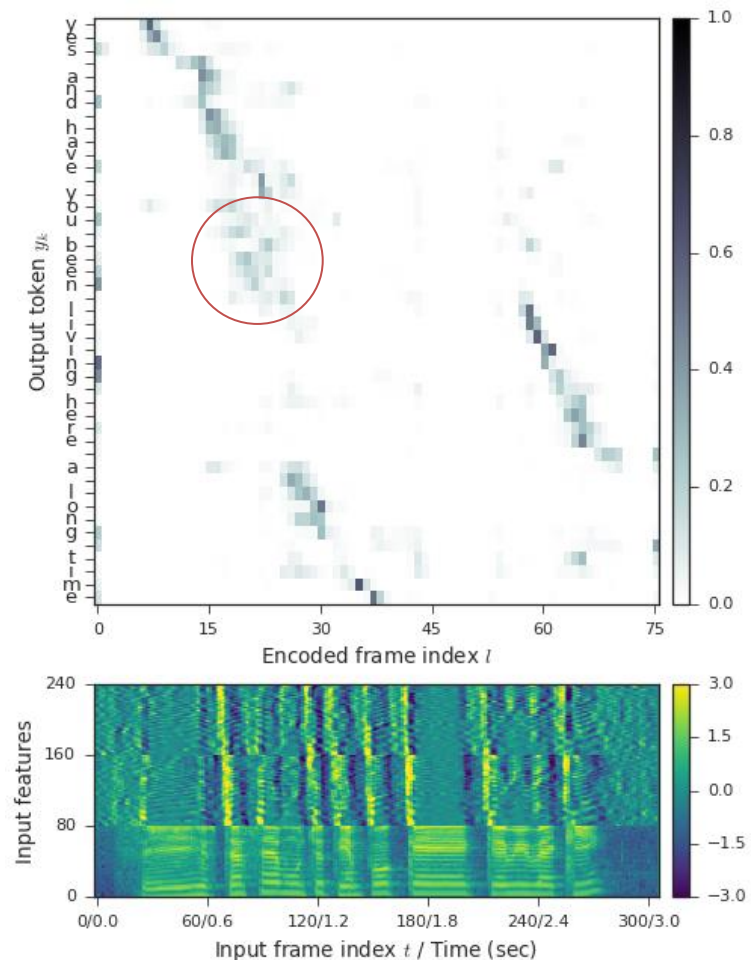 y
e
s
a
n
d
h
a
v
e
y
o
u
b
e
e
n
l
i
v
i
n
g
h
e
r
e
a
l
o
n
g
t
i
m
e
Output token yₖ
0 15 30 45 60 75
Encoded frame index l
1.0
0.8
0.6
0.4
0.2
0.0
240
160
80
0
Input features
0/0.0 60/0.6 120/1.2 180/1.8 240/2.4 300/3.0
Input frame index t / Time (sec)
3.0
1.5
0.0
−1.5
−3.0